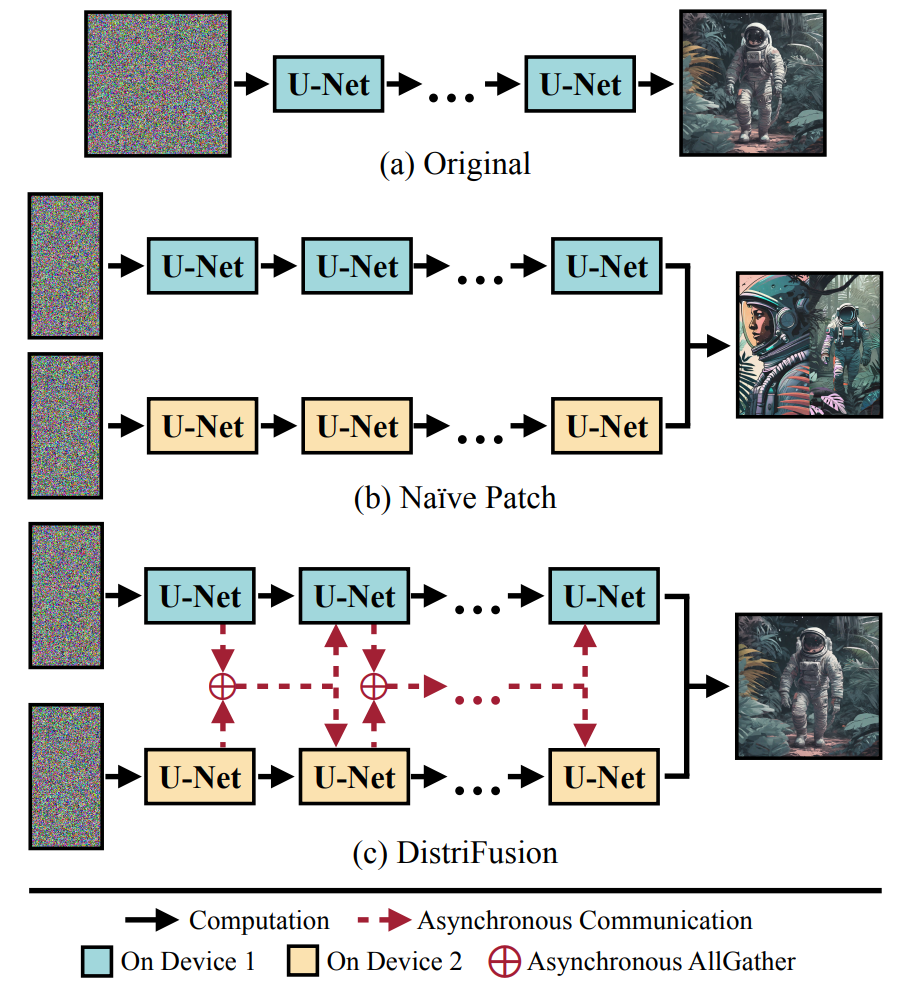 U-Net ... U-Net
(a) Original
U-Net U-Net ... U-Net
U-Net U-Net ... U-Net
(b) Naïve Patch
U-Net U-Net ... U-Net
U-Net U-Net ... U-Net
(c) DistriFusion
Computation Asynchronous Communication
On Device 1 On Device 2 Asynchronous AllGather